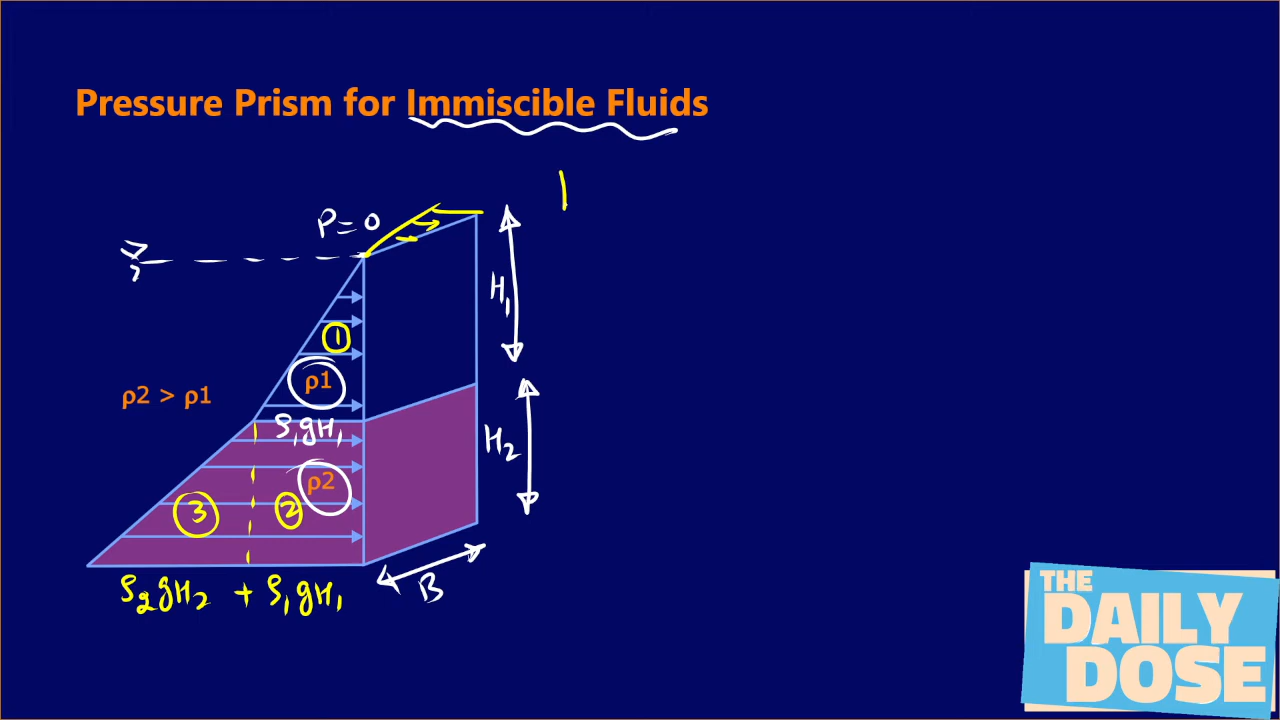 Pressure Prism for Immiscible Fluids
P=0
H₁
①
ρ1
ρ2 > ρ1
ρ₁gH₁
H₂
ρ2
③ ②
ρ₂gH₂ + ρ₁gH₁
B
THE
DAILY
DOSE